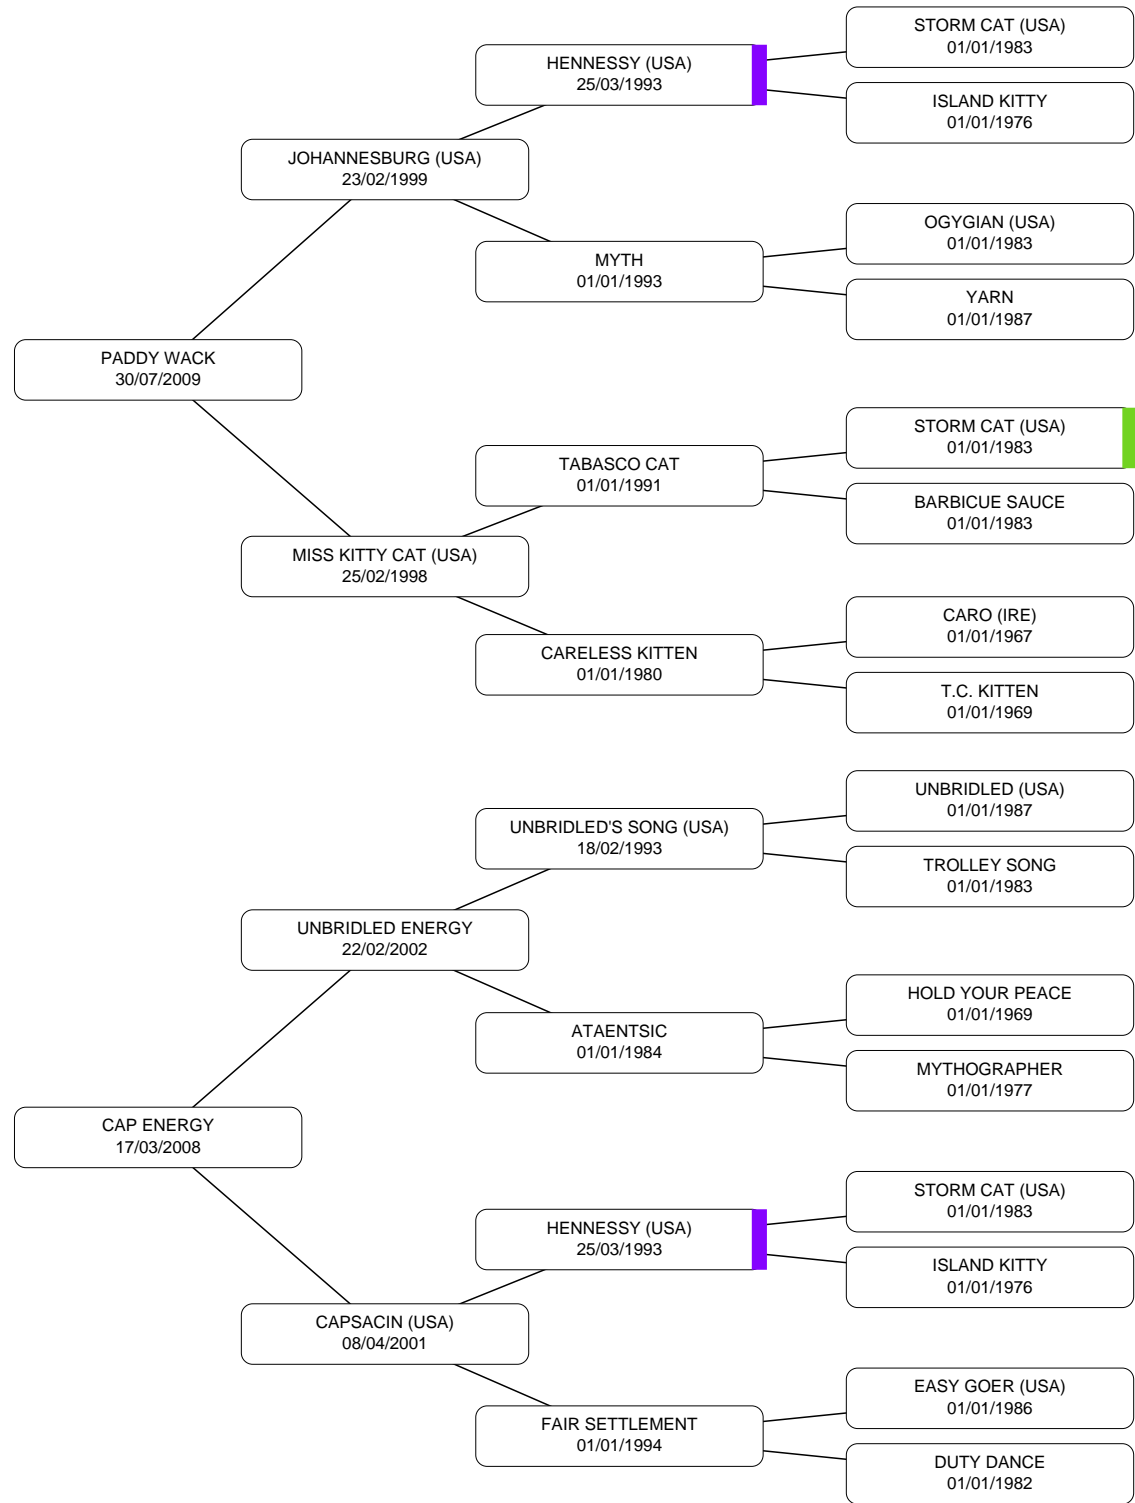 STORM CAT (USA)
01/01/1983
HENNESSY (USA)
25/03/1993
ISLAND KITTY
01/01/1976
JOHANNESBURG (USA)
23/02/1999
OGYGIAN (USA)
01/01/1983
MYTH
01/01/1993
YARN
01/01/1987
PADDY WACK
30/07/2009
STORM CAT (USA)
01/01/1983
TABASCO CAT
01/01/1991
BARBICUE SAUCE
01/01/1983
MISS KITTY CAT (USA)
25/02/1998
CARO (IRE)
01/01/1967
CARELESS KITTEN
01/01/1980
T.C. KITTEN
01/01/1969
UNBRIDLED (USA)
01/01/1987
UNBRIDLED'S SONG (USA)
18/02/1993
TROLLEY SONG
01/01/1983
UNBRIDLED ENERGY
22/02/2002
HOLD YOUR PEACE
01/01/1969
ATAENTSIC
01/01/1984
MYTHOGRAPHER
01/01/1977
CAP ENERGY
17/03/2008
STORM CAT (USA)
01/01/1983
HENNESSY (USA)
25/03/1993
ISLAND KITTY
01/01/1976
CAPSACIN (USA)
08/04/2001
EASY GOER (USA)
01/01/1986
FAIR SETTLEMENT
01/01/1994
DUTY DANCE
01/01/1982